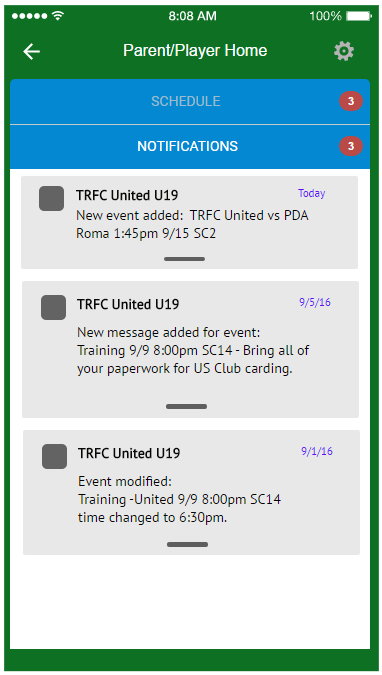 8:08 AM 100%
Parent/Player Home
SCHEDULE 3
NOTIFICATIONS 3
TRFC United U19 Today
New event added:  TRFC United vs PDA
Roma 1:45pm 9/15 SC2
TRFC United U19 9/5/16
New message added for event:
Training 9/9 8:00pm SC14 - Bring all of
your paperwork for US Club carding.
TRFC United U19 9/1/16
Event modified:
Training -United 9/9 8:00pm SC14
time changed to 6:30pm.